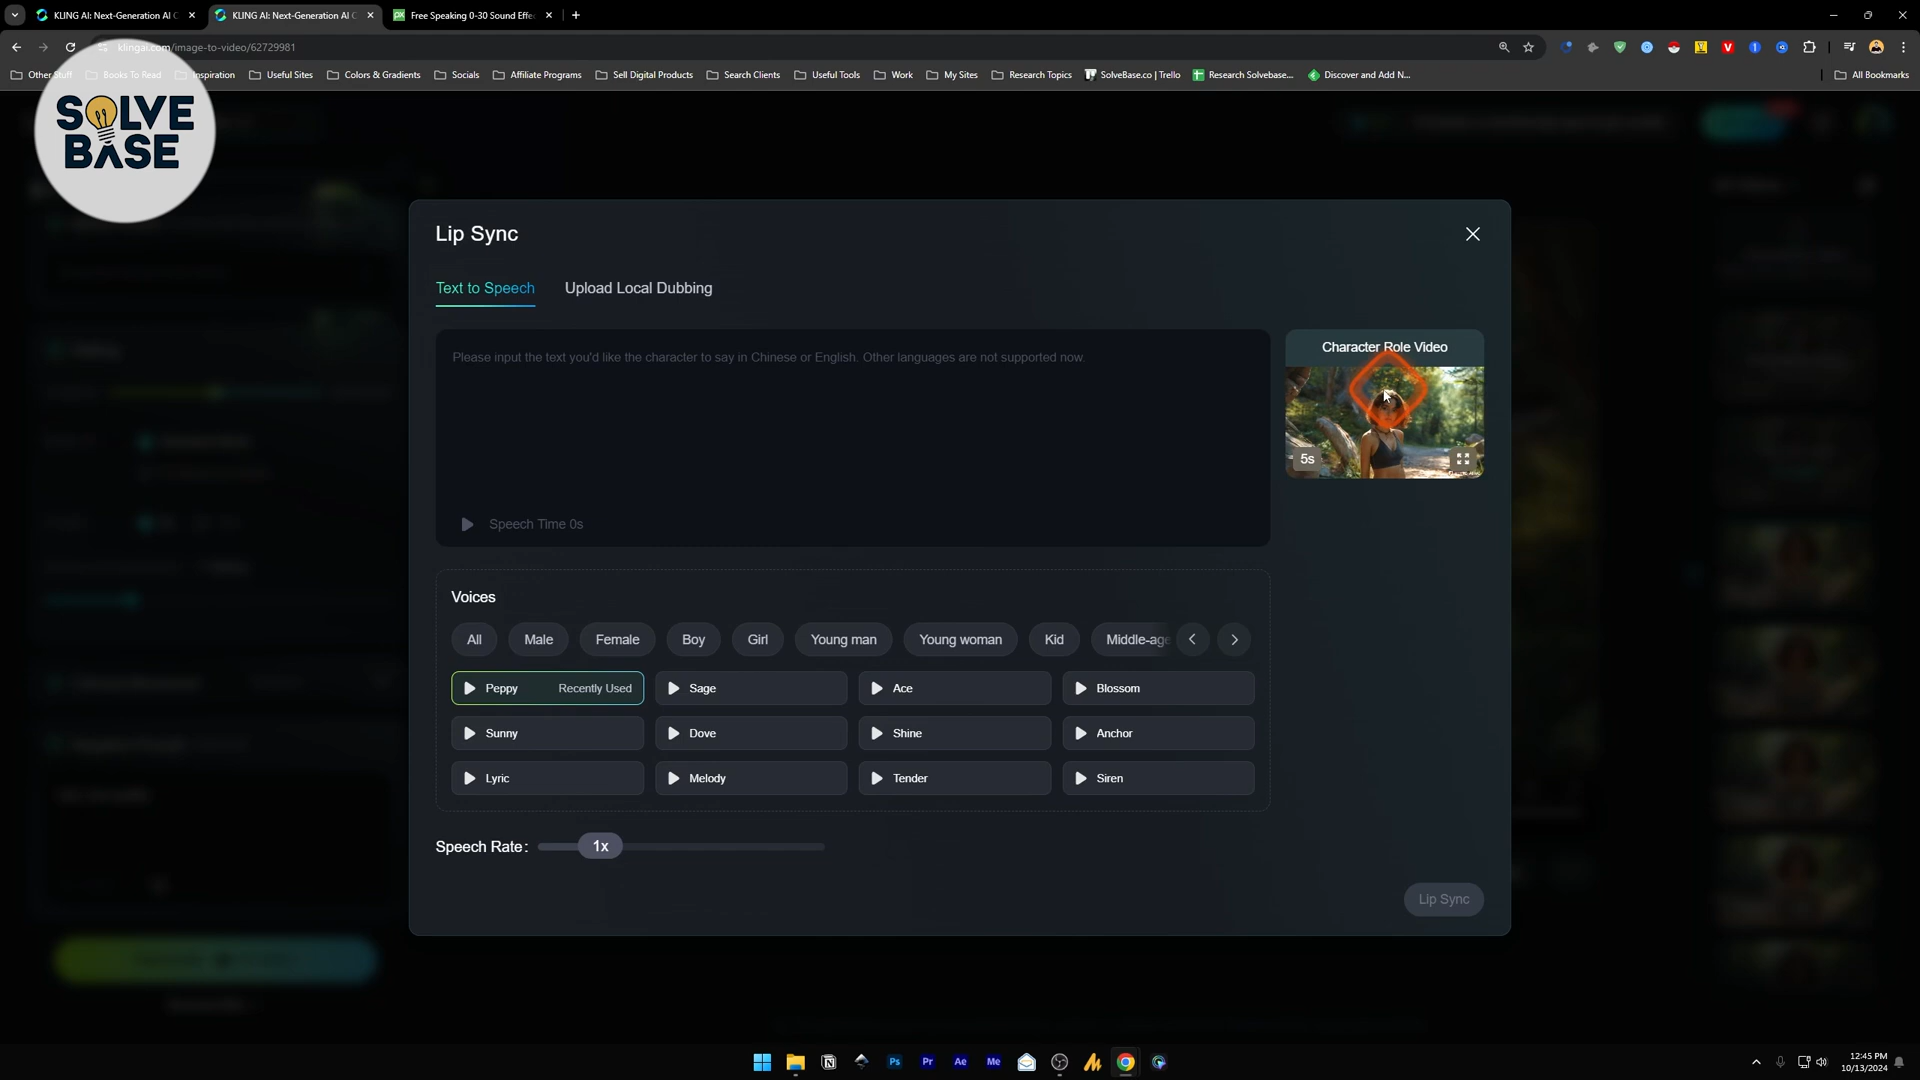 KLING AI: Next-Generation AI C
KLING AI: Next-Generation AI C
Free Speaking 0-30 Sound Effec
klingai.com/image-to-video/62729981
Other Stuff
Books To Read
Inspiration
Useful Sites
Colors & Gradients
Socials
Affiliate Programs
Sell Digital Products
Search Clients
Useful Tools
Work
My Sites
Research Topics
SolveBase.co | Trello
Research Solvebase...
Discover and Add N...
All Bookmarks
SOLVE
BASE
Lip Sync
Text to Speech
Upload Local Dubbing
Please input the text you'd like the character to say in Chinese or English. Other languages are not supported now.
Character Role Video
5s
Speech Time 0s
Voices
All
Male
Female
Boy
Girl
Young man
Young woman
Kid
Middle-age
Peppy
Recently Used
Sage
Ace
Blossom
Sunny
Dove
Shine
Anchor
Lyric
Melody
Tender
Siren
Speech Rate:
1x
Lip Sync
Ps
Pr
Ae
Me
12:45 PM
10/13/2024